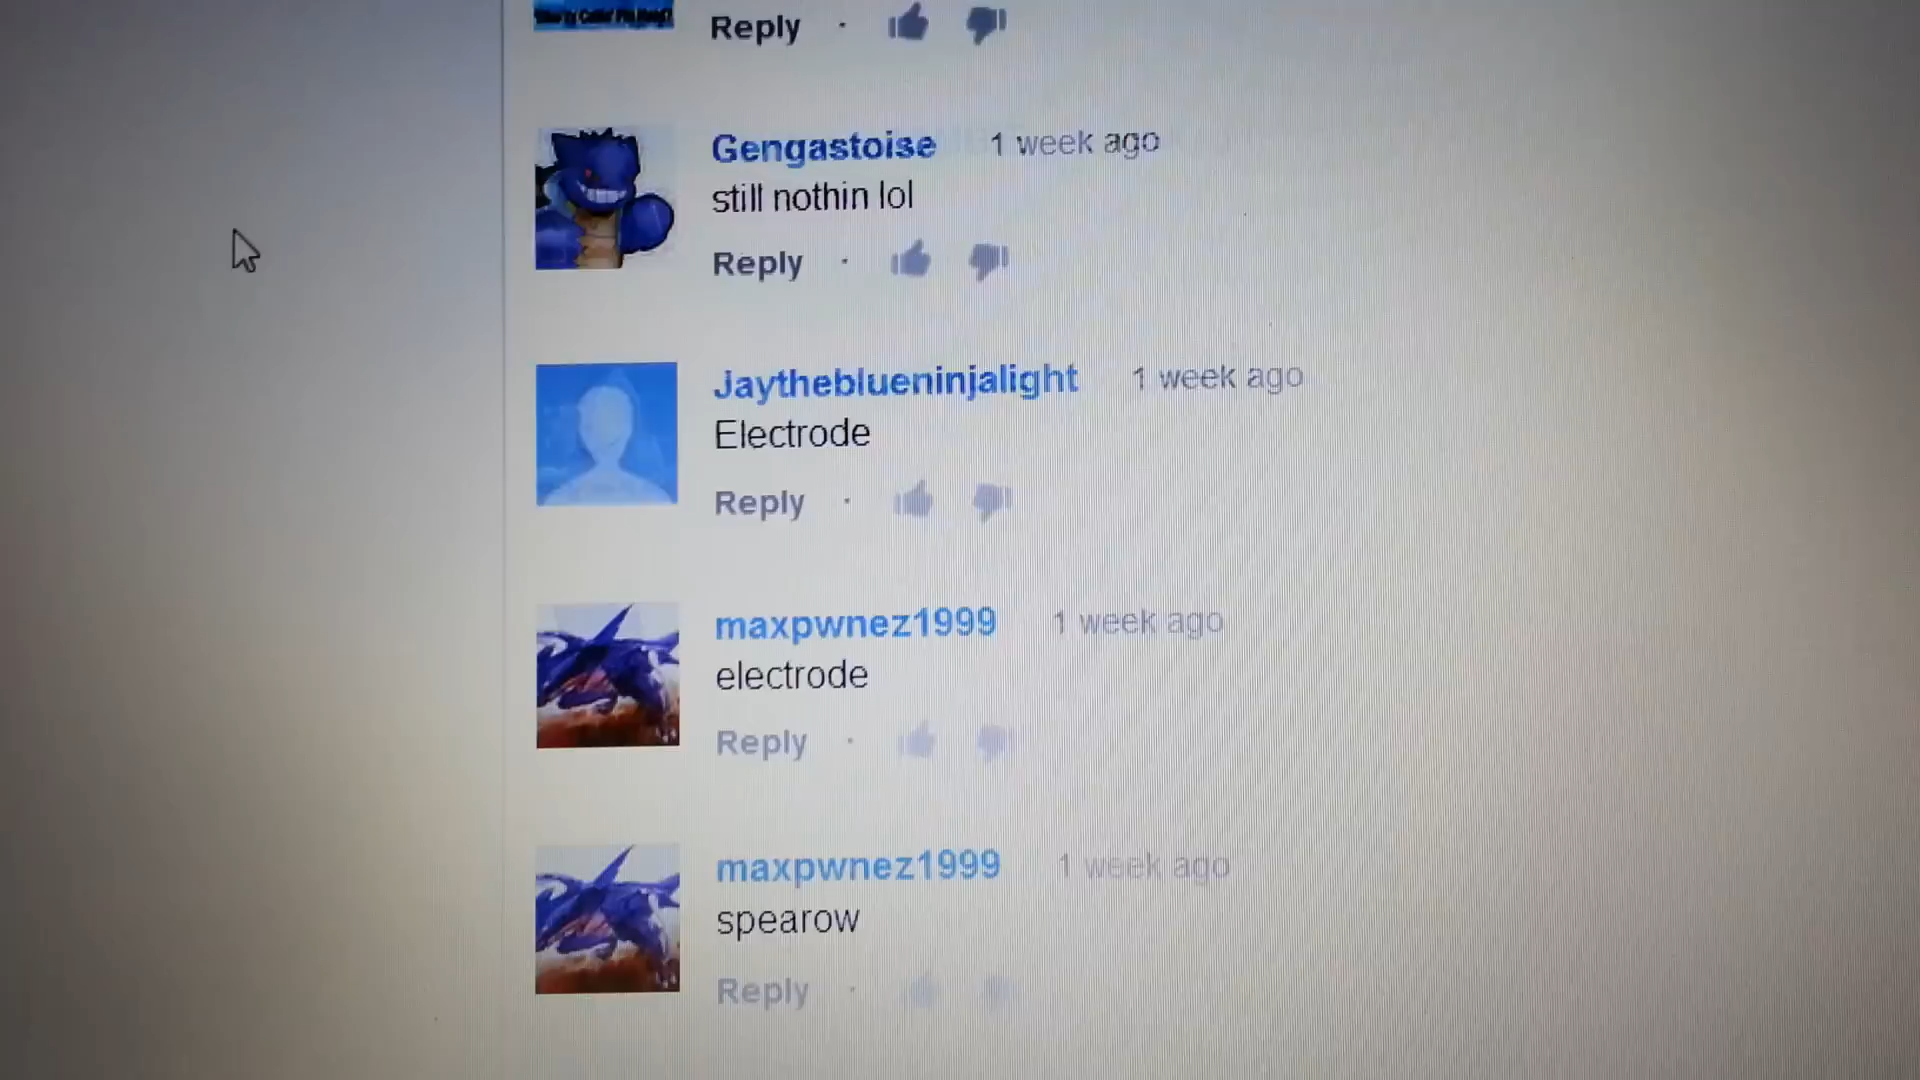 Reply ·
Gengastoise 1 week ago
still nothin lol
Reply ·
Jaytheblueninjalight 1 week ago
Electrode
Reply ·
maxpwnez1999 1 week ago
electrode
Reply ·
maxpwnez1999 1 week ago
spearow
Reply ·